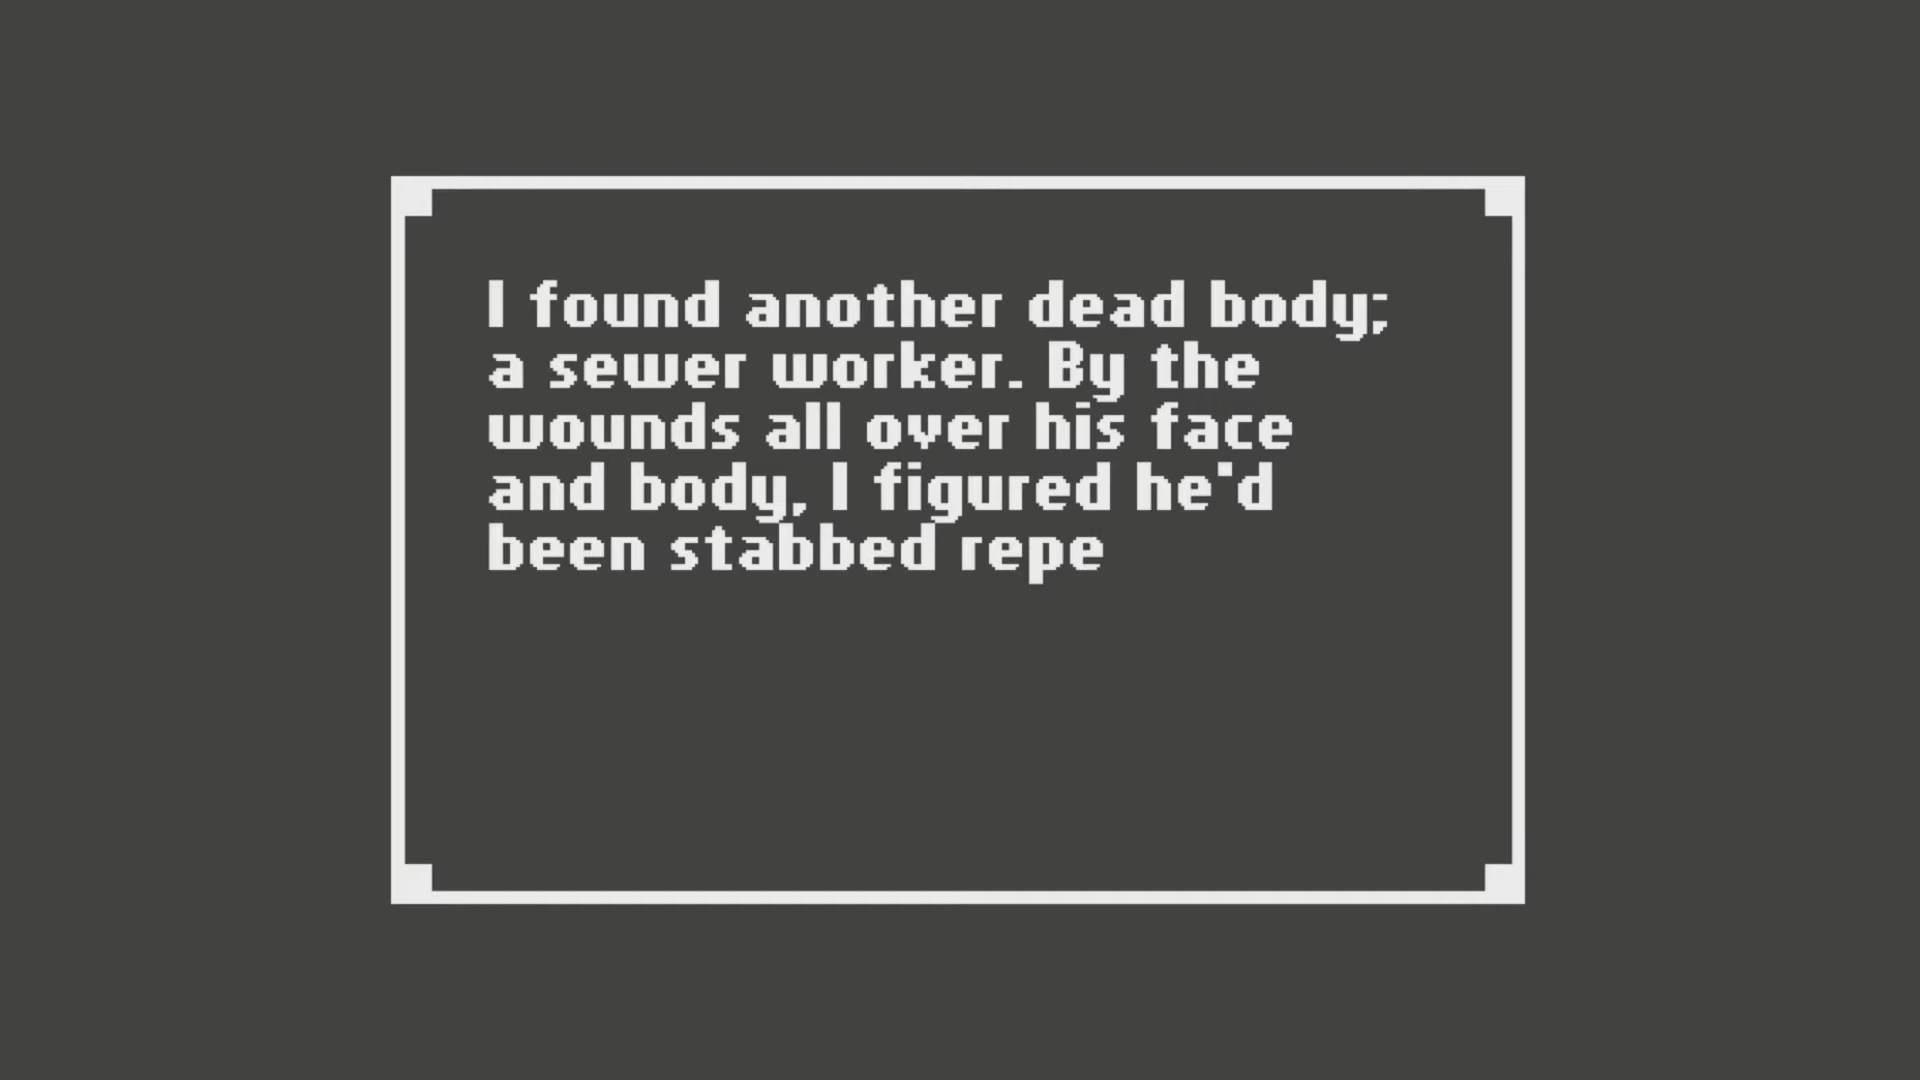 I found another dead body;
a sewer worker. By the
wounds all over his face
and body, I figured he'd
been stabbed repe